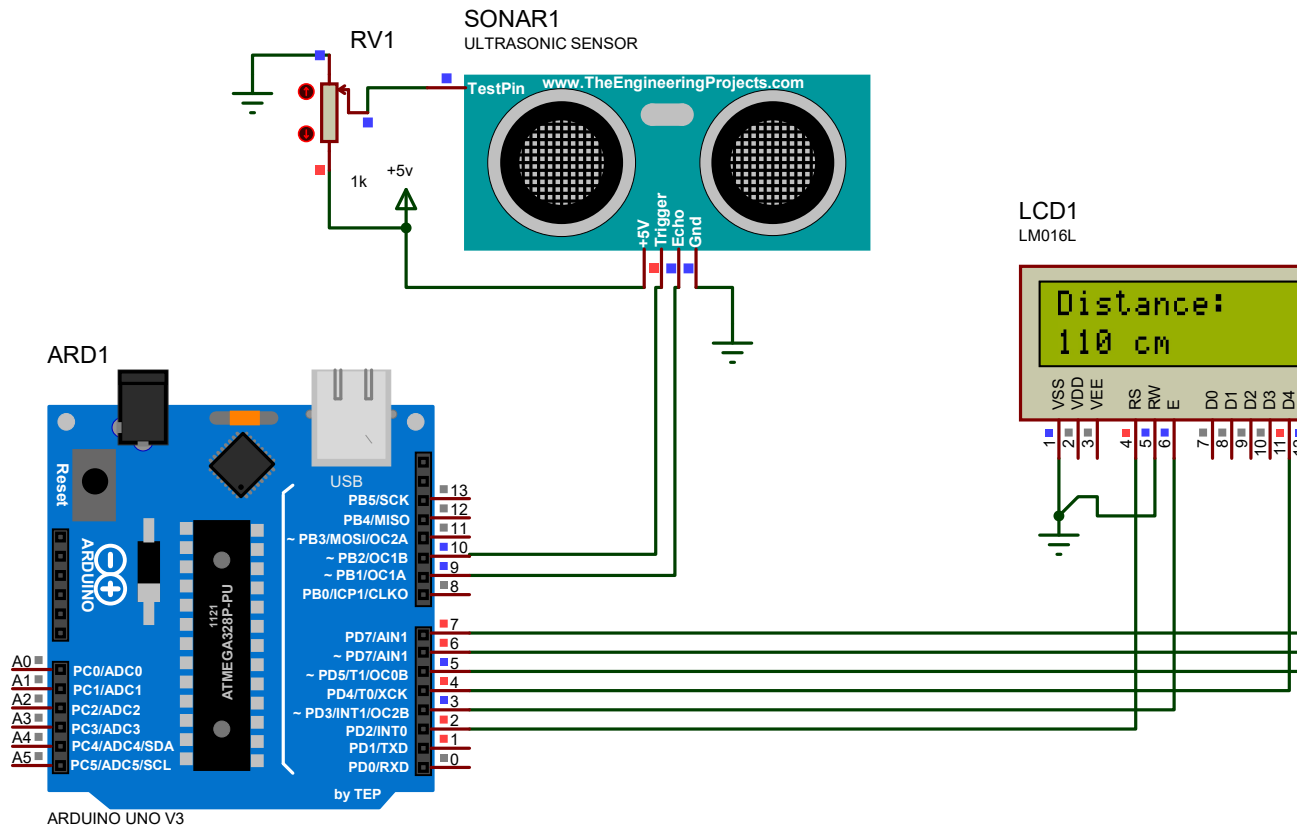 SONAR1
ULTRASONIC SENSOR
RV1
www.TheEngineeringProjects.com
TestPin
1k
+5v
+5V
Trigger
Echo
Gnd
LCD1
LM016L
Distance:
110 cm
VSS
VDD
VEE
RS
RW
E
D0
D1
D2
D3
D4
1
2
3
4
5
6
7
8
9
10
11
ARD1
Reset
USB
ARDUINO
1121
ATMEGA328P-PU
PB5/SCK 13
PB4/MISO 12
~ PB3/MOSI/OC2A 11
~ PB2/OC1B 10
~ PB1/OC1A 9
PB0/ICP1/CLKO 8
PD7/AIN1 7
~ PD7/AIN1 6
~ PD5/T1/OC0B 5
PD4/T0/XCK 4
~ PD3/INT1/OC2B 3
PD2/INT0 2
PD1/TXD 1
PD0/RXD 0
A0 PC0/ADC0
A1 PC1/ADC1
A2 PC2/ADC2
A3 PC3/ADC3
A4 PC4/ADC4/SDA
A5 PC5/ADC5/SCL
by TEP
ARDUINO UNO V3